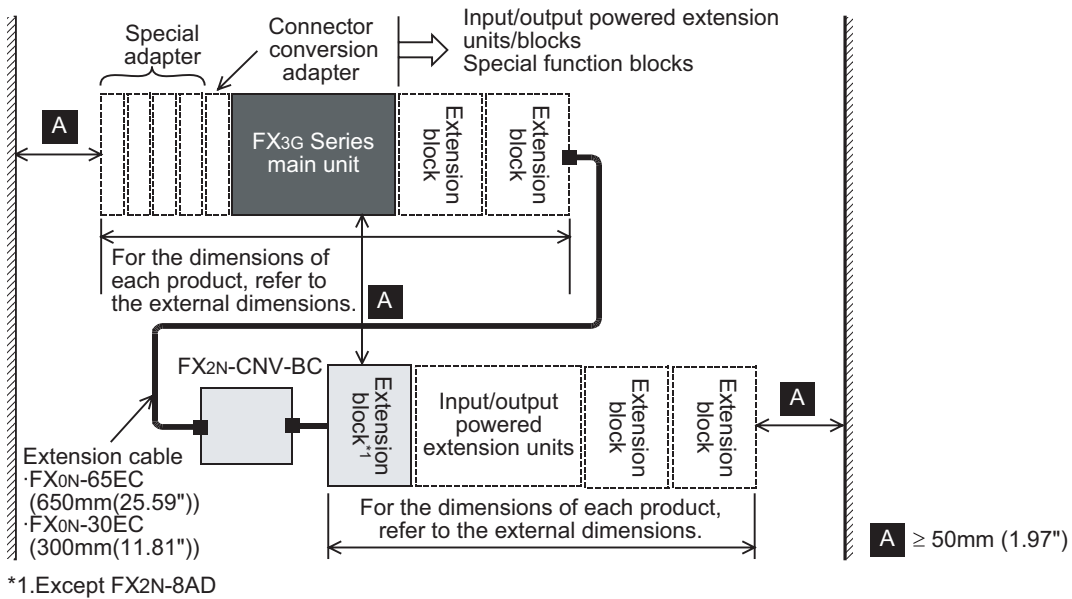 Special
adapter
Connector
conversion
adapter
Input/output powered extension
units/blocks
Special function blocks
A
FX3G Series
main unit
Extension
block
Extension
block
For the dimensions of
each product, refer to
the external dimensions.
A
FX2N-CNV-BC
Extension
block*1
Input/output
powered
extension units
Extension
block
Extension
block
A
Extension cable
·FX0N-65EC
(650mm(25.59"))
·FX0N-30EC
(300mm(11.81"))
For the dimensions of each product,
refer to the external dimensions.
A ≥ 50mm (1.97")
*1.Except FX2N-8AD